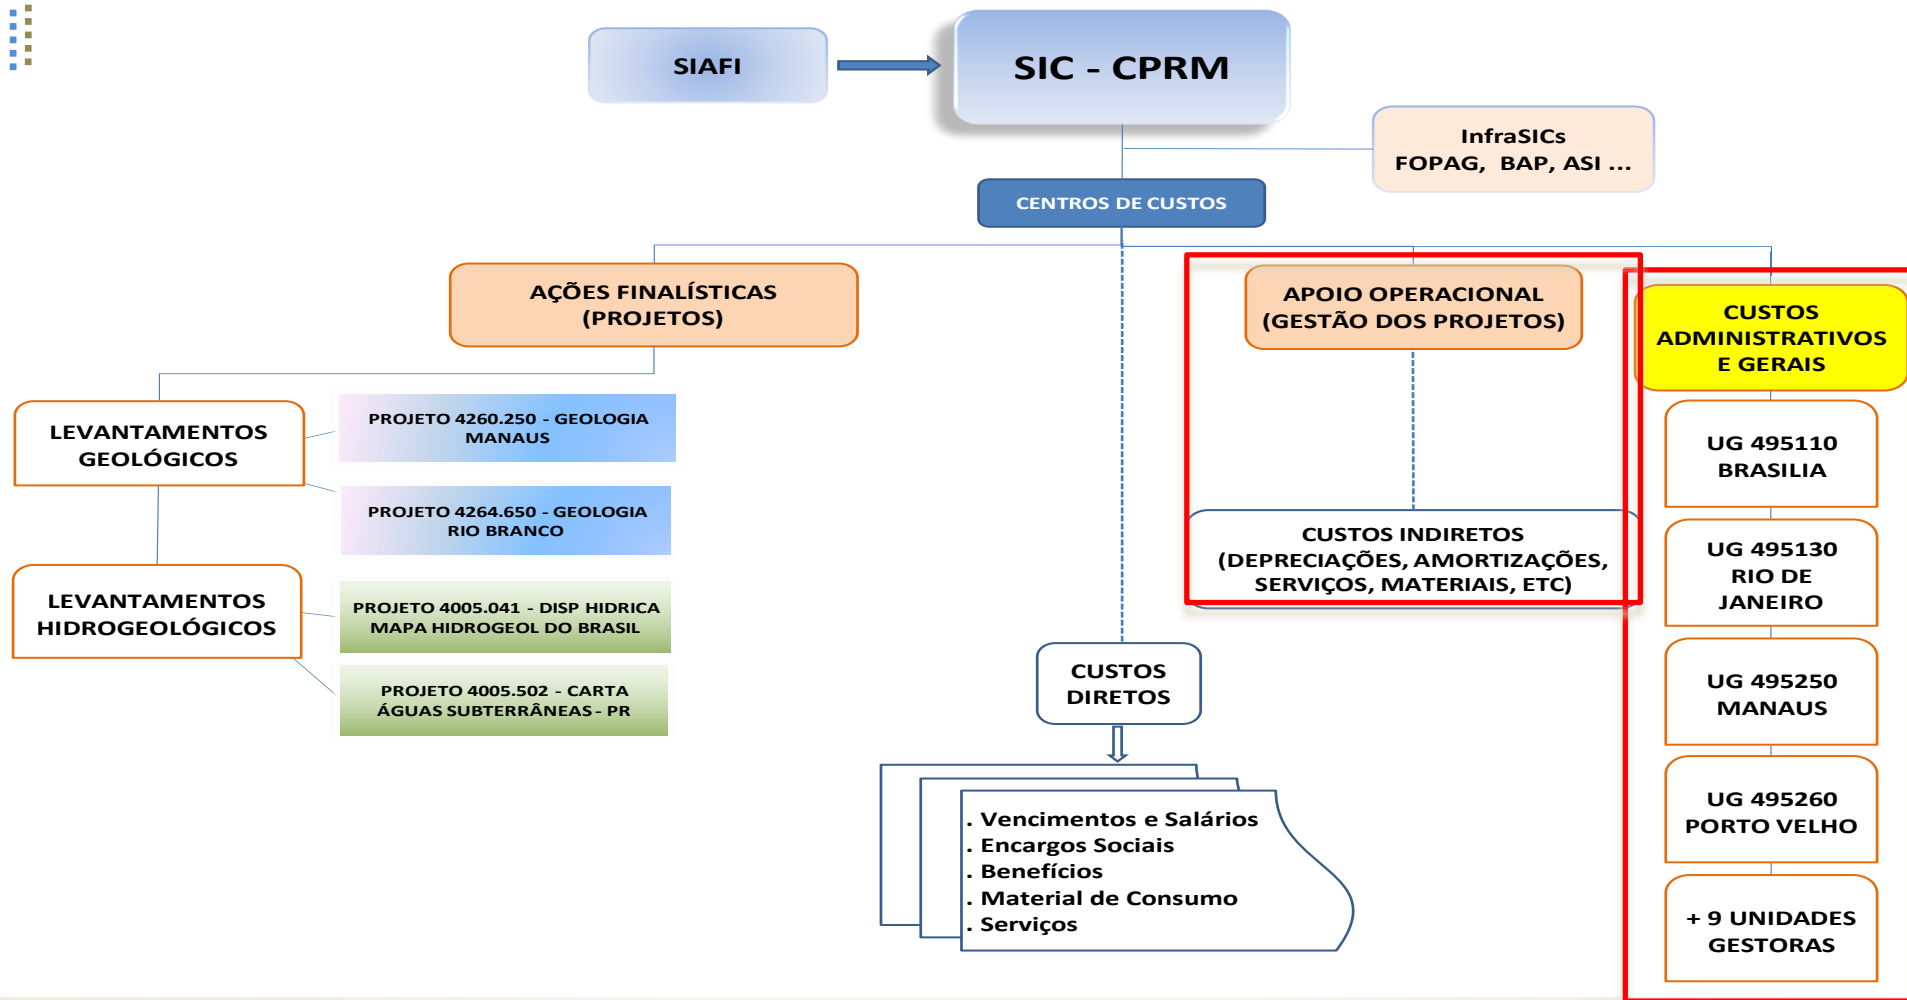 SIAFI
SIC - CPRM
InfraSICs
FOPAG, BAP, ASI ...
CENTROS DE CUSTOS
AÇÕES FINALÍSTICAS
(PROJETOS)
APOIO OPERACIONAL
(GESTÃO DOS PROJETOS)
CUSTOS
ADMINISTRATIVOS
E GERAIS
LEVANTAMENTOS
GEOLÓGICOS
PROJETO 4260.250 - GEOLOGIA
MANAUS
PROJETO 4264.650 - GEOLOGIA
RIO BRANCO
LEVANTAMENTOS
HIDROGEOLÓGICOS
PROJETO 4005.041 - DISP HIDRICA
MAPA HIDROGEOL DO BRASIL
PROJETO 4005.502 - CARTA
ÁGUAS SUBTERRÂNEAS - PR
CUSTOS INDIRETOS
(DEPRECIAÇÕES, AMORTIZAÇÕES,
SERVIÇOS, MATERIAIS, ETC)
CUSTOS
DIRETOS
. Vencimentos e Salários
. Encargos Sociais
. Benefícios
. Material de Consumo
. Serviços
UG 495110
BRASILIA
UG 495130
RIO DE
JANEIRO
UG 495250
MANAUS
UG 495260
PORTO VELHO
+ 9 UNIDADES
GESTORAS